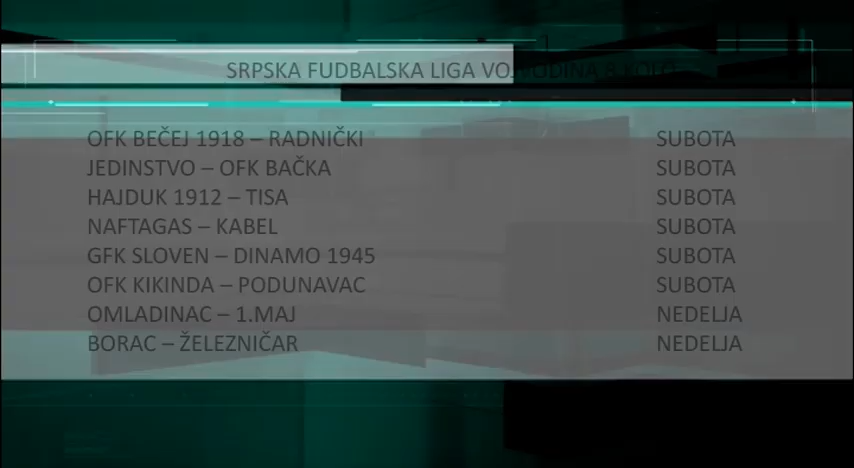 SRPSKA FUDBALSKA LIGA VOJVODINA
OFK BEČEJ 1918 – RADNIČKI SUBOTA
JEDINSTVO – OFK BAČKA SUBOTA
HAJDUK 1912 – TISA SUBOTA
NAFTAGAS – KABEL SUBOTA
GFK SLOVEN – DINAMO 1945 SUBOTA
OFK KIKINDA – PODUNAVAC SUBOTA
OMLADINAC – 1.MAJ NEDELJA
BORAC – ŽELEZNIČAR NEDELJA